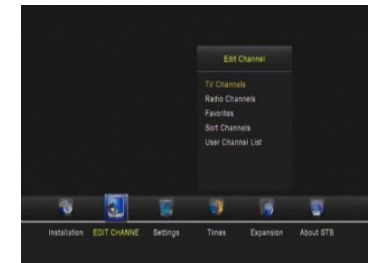 Edit Channel
TV Channels
Radio Channels
Favorites
Sort Channels
User Channel List
Installation EDIT CHANNE Settings Times Expansion About STB